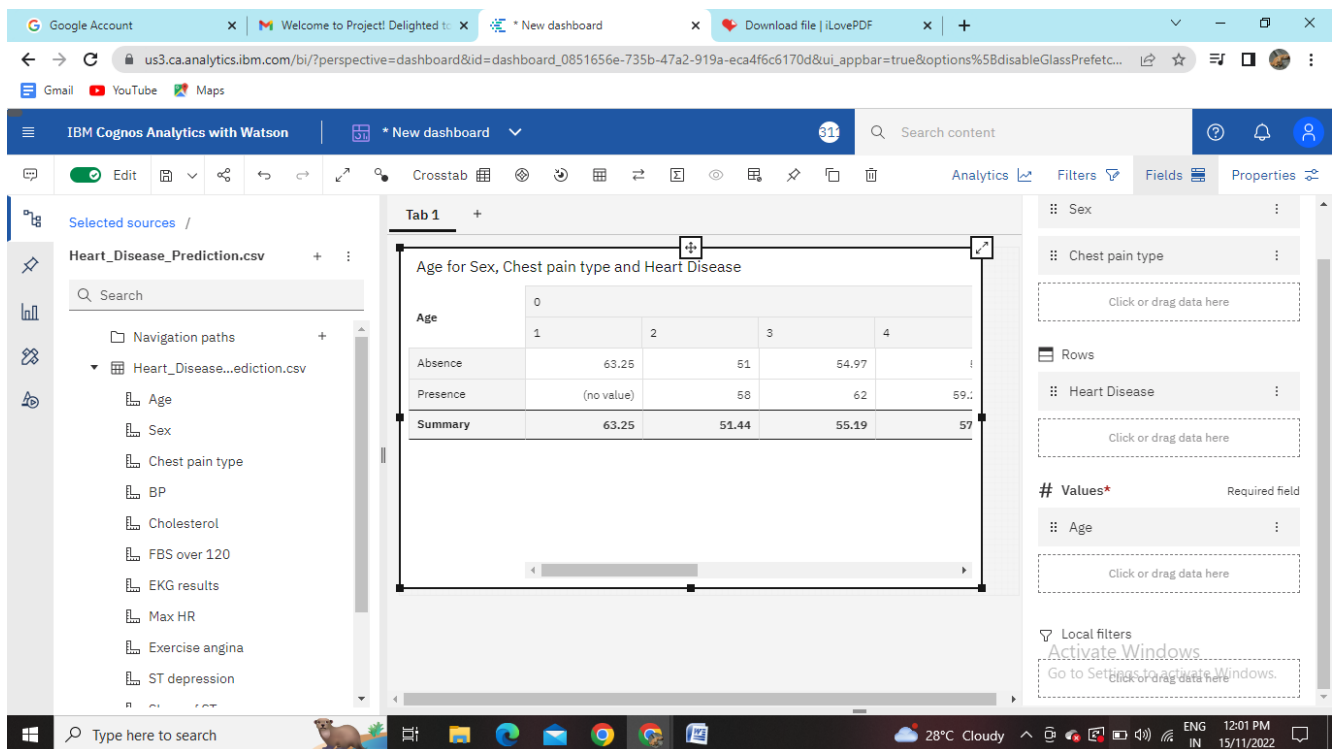 Google Account
Welcome to Project! Delighted to
* New dashboard
Download file | iLovePDF
us3.ca.analytics.ibm.com/bi/?perspective=dashboard&id=dashboard_0851656e-735b-47a2-919a-eca4f6c6170d&ui_appbar=true&options%5BdisableGlassPrefetc...
Gmail YouTube Maps
IBM Cognos Analytics with Watson
* New dashboard
311
Search content
Edit
Crosstab
Analytics Filters Fields Properties
Selected sources /
Heart_Disease_Prediction.csv
Search
Navigation paths
Heart_Disease...ediction.csv
Age
Sex
Chest pain type
BP
Cholesterol
FBS over 120
EKG results
Max HR
Exercise angina
ST depression
Tab 1 +
Age for Sex, Chest pain type and Heart Disease
Age
0
1 2 3 4
Absence 63.25 51 54.97
Presence (no value) 58 62 59.
Summary 63.25 51.44 55.19 57
Sex
Chest pain type
Click or drag data here
Rows
Heart Disease
Click or drag data here
# Values* Required field
Age
Click or drag data here
Local filters
Activate Windows
Go to Settings to activate Windows.
Click or drag data here
Type here to search
28°C Cloudy
ENG
IN
12:01 PM
15/11/2022